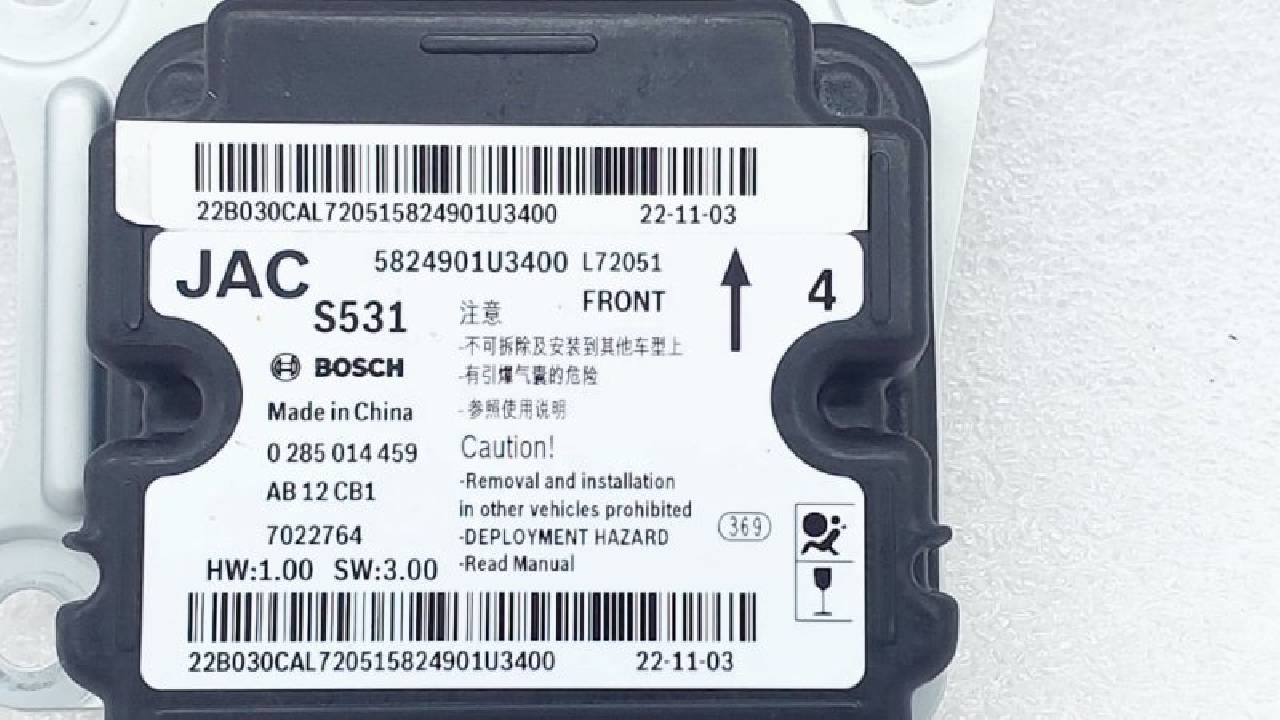 22B030CAL720515824901U3400 22-11-03
JAC 5824901U3400 L72051
S531 FRONT 4
注意
-不可拆除及安装到其他车型上
BOSCH
-有引爆气囊的危险
Made in China
-参照使用说明
0 285 014 459
Caution!
AB 12 CB1
-Removal and installation
in other vehicles prohibited
7022764
-DEPLOYMENT HAZARD
369
HW:1.00 SW:3.00
-Read Manual
22B030CAL720515824901U3400 22-11-03